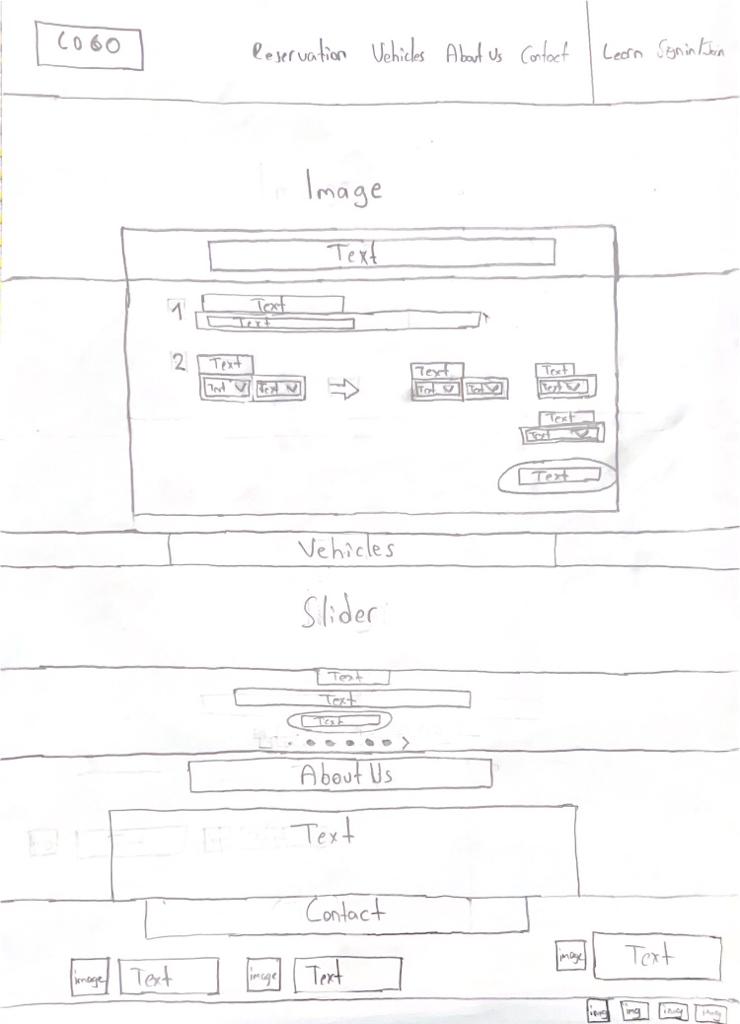 LOGO
Reservation Vehicles About Us Contact Learn Sign in/Join
Image
Text
1 Text
Text
2 Text Text Text
Text Text Text Text Text
Text
Text
Text
Vehicles
Slider
Text
Text
Text
About Us
Text
Contact
image Text image Text image Text
img img img img